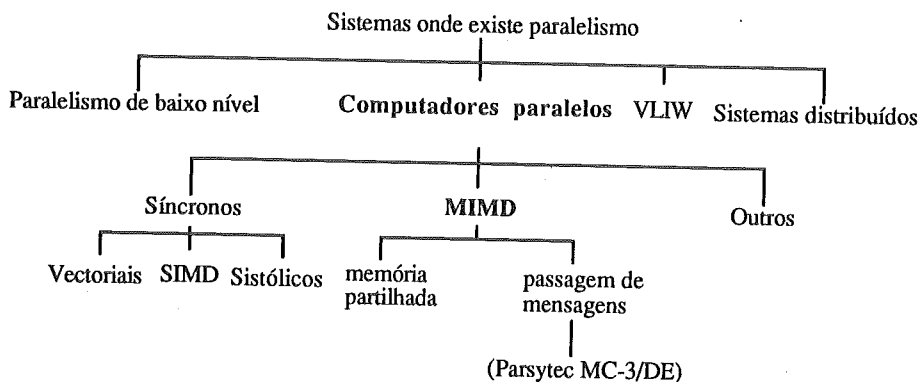 Sistemas onde existe paralelismo
Paralelismo de baixo nível
Computadores paralelos
VLIW
Sistemas distribuídos
Síncronos
MIMD
Outros
Vectoriais
SIMD
Sistólicos
memória
partilhada
passagem de
mensagens
(Parsytec MC-3/DE)